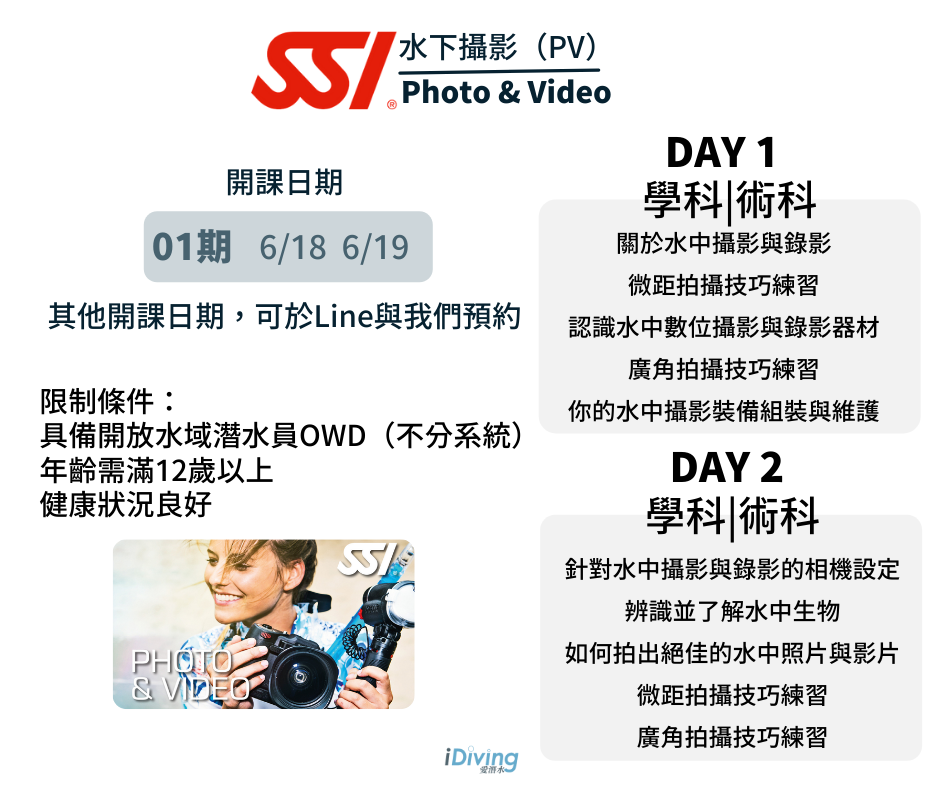 SSI®
水下攝影（PV）
Photo & Video
開課日期
01期 6/18 6/19
其他開課日期，可於Line與我們預約
限制條件：
具備開放水域潛水員OWD（不分系統）
年齡需滿12歲以上
健康狀況良好
SSI
PHOTO
& VIDEO
DAY 1
學科|術科
關於水中攝影與錄影
微距拍攝技巧練習
認識水中數位攝影與錄影器材
廣角拍攝技巧練習
你的水中攝影裝備組裝與維護
DAY 2
學科|術科
針對水中攝影與錄影的相機設定
辨識並了解水中生物
如何拍出絕佳的水中照片與影片
微距拍攝技巧練習
廣角拍攝技巧練習
iDiving
愛潛水